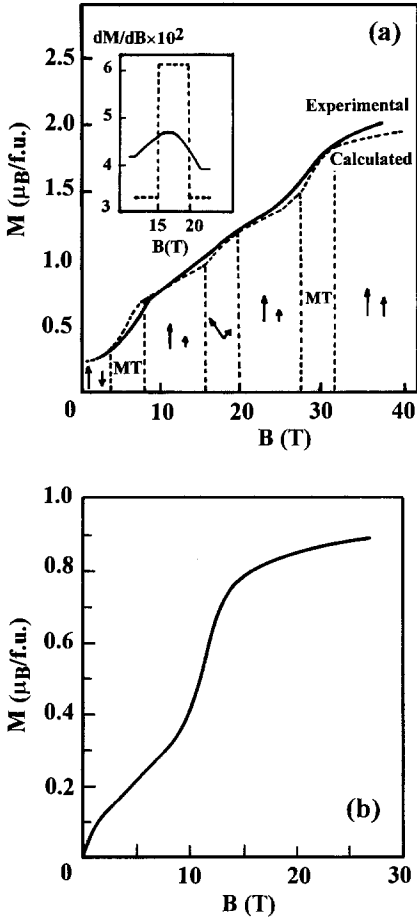 (a)
dM/dB×10²
6
5
4
3
15
20
B(T)
Experimental
Calculated
M (μB/f.u.)
2.5
2.0
1.5
1.0
0.5
0
MT
MT
10
20
30
40
B (T)
1.0
0.8
0.6
0.4
0.2
0
M (μB/f.u.)
(b)
0
10
20
30
B (T)